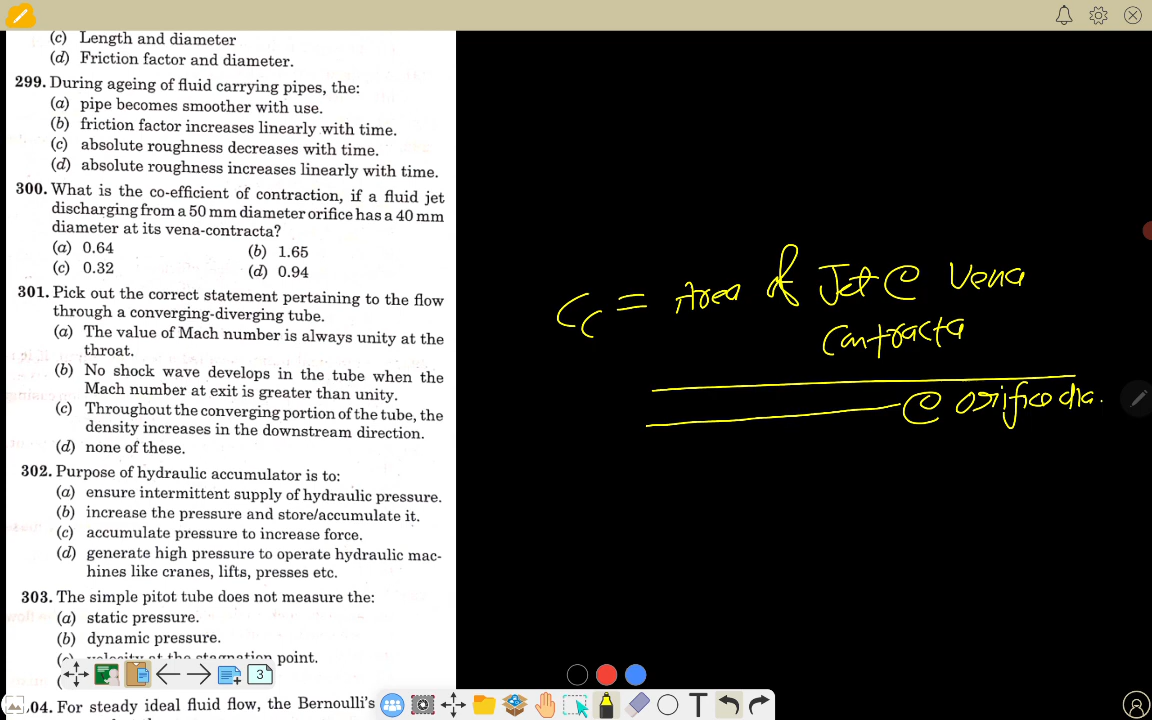 (c) Length and diameter
(d) Friction factor and diameter.
299. During ageing of fluid carrying pipes, the:
(a) pipe becomes smoother with use.
(b) friction factor increases linearly with time.
(c) absolute roughness decreases with time.
(d) absolute roughness increases linearly with time.
300. What is the co-efficient of contraction, if a fluid jet
discharging from a 50 mm diameter orifice has a 40 mm
diameter at its vena-contracta?
(a) 0.64 (b) 1.65
(c) 0.32 (d) 0.94
301. Pick out the correct statement pertaining to the flow
through a converging-diverging tube.
(a) The value of Mach number is always unity at the
throat.
(b) No shock wave develops in the tube when the
Mach number at exit is greater than unity.
(c) Throughout the converging portion of the tube, the
density increases in the downstream direction.
(d) none of these.
302. Purpose of hydraulic accumulator is to:
(a) ensure intermittent supply of hydraulic pressure.
(b) increase the pressure and store/accumulate it.
(c) accumulate pressure to increase force.
(d) generate high pressure to operate hydraulic mac-
hines like cranes, lifts, presses etc.
303. The simple pitot tube does not measure the:
(a) static pressure.
(b) dynamic pressure.
point.
04. For steady ideal fluid flow, the Bernoulli's
Cc = Area of Jet @ Vena
Contracta
@ orifice dia.
3
T